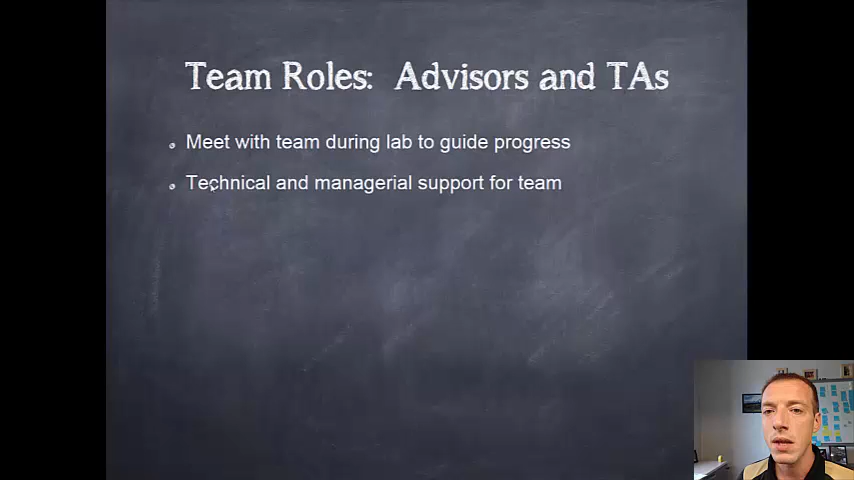 Team Roles: Advisors and TAs
Meet with team during lab to guide progress
Technical and managerial support for team